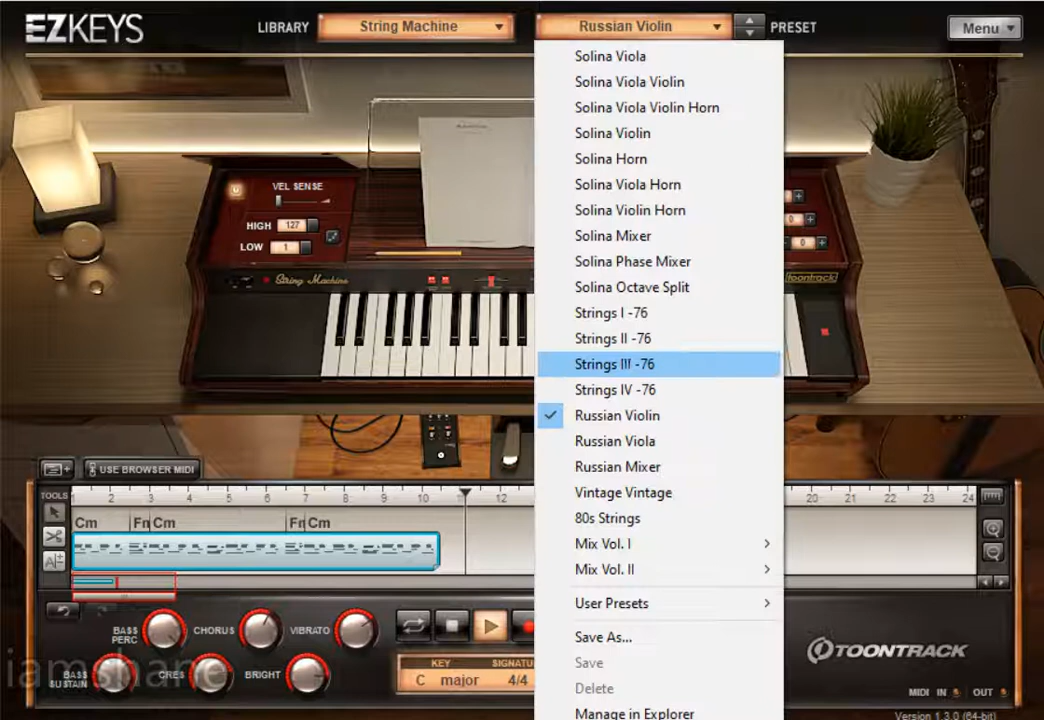 EZKEYS
LIBRARY String Machine Russian Violin PRESET Menu
Solina Viola
Solina Viola Violin
Solina Viola Violin Horn
Solina Violin
Solina Horn
Solina Viola Horn
Solina Violin Horn
Solina Mixer
Solina Phase Mixer
Solina Octave Split
Strings I -76
Strings II -76
Strings III -76
Strings IV -76
Russian Violin
Russian Viola
Russian Mixer
Vintage Vintage
80s Strings
Mix Vol. I
Mix Vol. II
User Presets
Save As...
Save
Delete
Manage in Explorer
VEL SENSE
HIGH 127
LOW 1
String Machine
toontrack
0
0
USE BROWSER MIDI
TOOLS
1 2 3 4 5 6 7 8 9 10 12 20 21 22 23 24
Cm Fm Cm Fm Cm
BASS PERC CHORUS VIBRATO
BASS SUSTAIN CRES BRIGHT
KEY SIGNATU
C major 4/4
TOONTRACK
MIDI IN OUT
Version 1.3.0 (64-bit)
iamshane